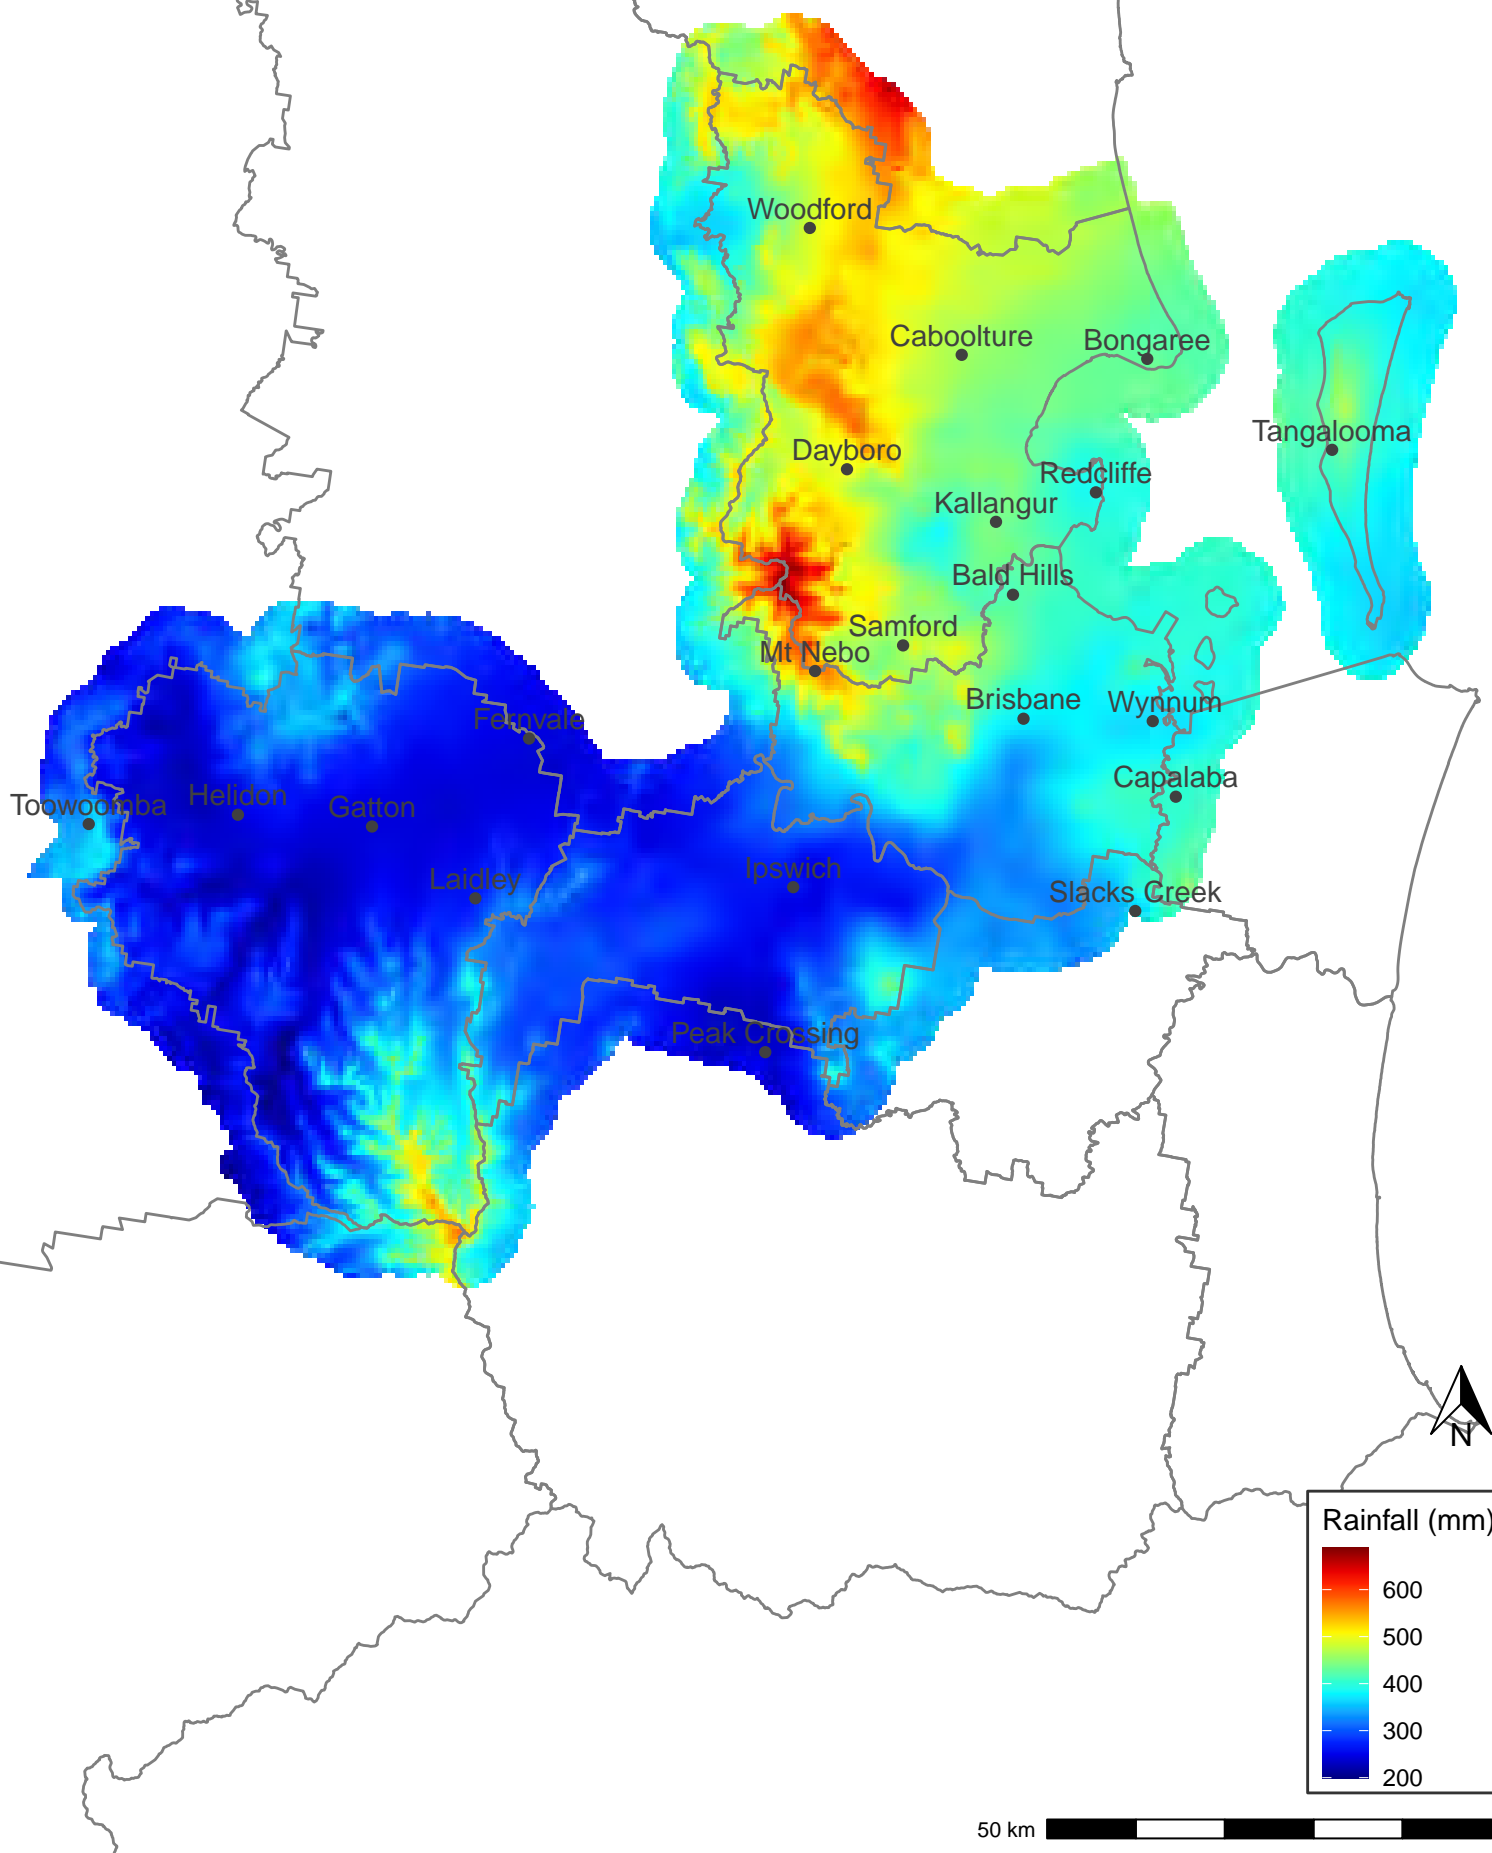 Woodford
Caboolture
Bongaree
Tangalooma
Dayboro
Redcliffe
Kallangur
Bald Hills
Samford
Mt Nebo
Brisbane
Wynnum
Fernvale
Capalaba
Toowoomba
Helidon
Gatton
Laidley
Ipswich
Slacks Creek
Peak Crossing
N
Rainfall (mm)
600
500
400
300
200
50 km